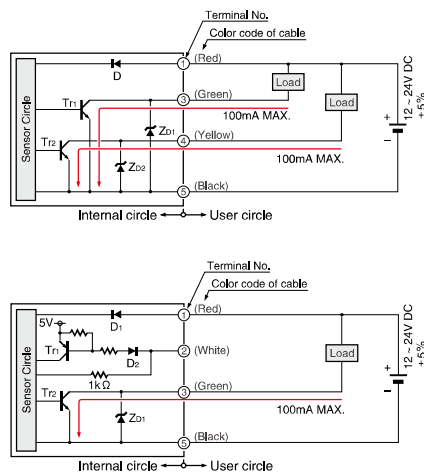 Terminal No.
Color code of cable
1 (Red)
D
Load
Load
Tr1
3 (Green)
100mA MAX.
ZD1
Sensor Circle
Tr2
4 (Yellow)
100mA MAX.
ZD2
12 ~ 24V DC
±5%
+
−
5 (Black)
Internal circle
User circle
Terminal No.
Color code of cable
1 (Red)
D1
5V
Tr1
2 (White)
D2
Load
1kΩ
Sensor Circle
Tr2
3 (Green)
100mA MAX.
ZD1
12 ~ 24V DC
±5%
+
−
5 (Black)
Internal circle
User circle